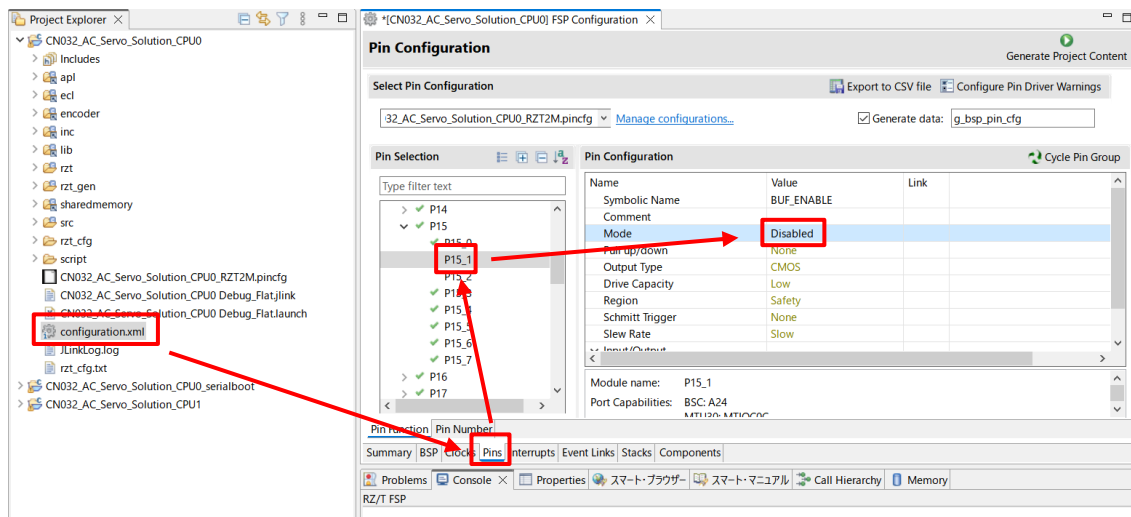 Project Explorer
CN032_AC_Servo_Solution_CPU0
Includes
apl
ecl
encoder
inc
lib
rzt
rzt_gen
sharedmemory
src
rzt_cfg
script
CN032_AC_Servo_Solution_CPU0_RZT2M.pincfg
CN032_AC_Servo_Solution_CPU0 Debug_Flat.jlink
CN032_AC_Servo_Solution_CPU0 Debug_Flat.launch
configuration.xml
JLinkLog.log
rzt_cfg.txt
CN032_AC_Servo_Solution_CPU0_serialboot
CN032_AC_Servo_Solution_CPU1
*[CN032_AC_Servo_Solution_CPU0] FSP Configuration
Pin Configuration
Generate Project Content
Select Pin Configuration
Export to CSV file
Configure Pin Driver Warnings
32_AC_Servo_Solution_CPU0_RZT2M.pincfg
Manage configurations...
Generate data:
g_bsp_pin_cfg
Pin Selection
Type filter text
P14
P15
P15_0
P15_1
P15_2
P15_3
P15_4
P15_5
P15_6
P15_7
P16
P17
Pin Configuration
Cycle Pin Group
Name Value Link
Symbolic Name BUF_ENABLE
Comment
Mode Disabled
Pull up/down None
Output Type CMOS
Drive Capacity Low
Region Safety
Schmitt Trigger None
Slew Rate Slow
Input/Output
Module name: P15_1
Port Capabilities: BSC: A24
MTU30: MTIOC0C
Pin Function Pin Number
Summary BSP Clocks Pins Interrupts Event Links Stacks Components
Problems Console Properties スマート・ブラウザー スマート・マニュアル Call Hierarchy Memory
RZ/T FSP